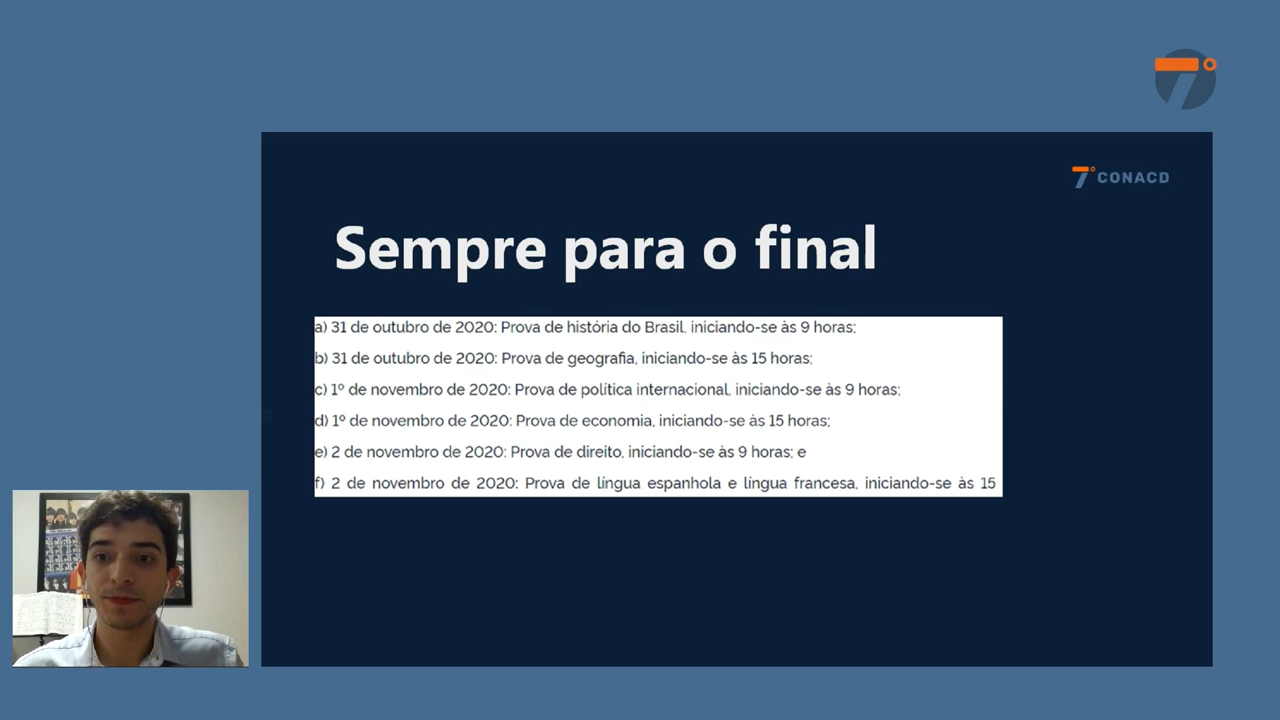 7°
7° CONACD
Sempre para o final
a) 31 de outubro de 2020: Prova de história do Brasil, iniciando-se às 9 horas;
b) 31 de outubro de 2020: Prova de geografia, iniciando-se às 15 horas;
c) 1º de novembro de 2020: Prova de política internacional, iniciando-se às 9 horas;
d) 1º de novembro de 2020: Prova de economia, iniciando-se às 15 horas;
e) 2 de novembro de 2020: Prova de direito, iniciando-se às 9 horas; e
f) 2 de novembro de 2020: Prova de língua espanhola e língua francesa, iniciando-se às 15